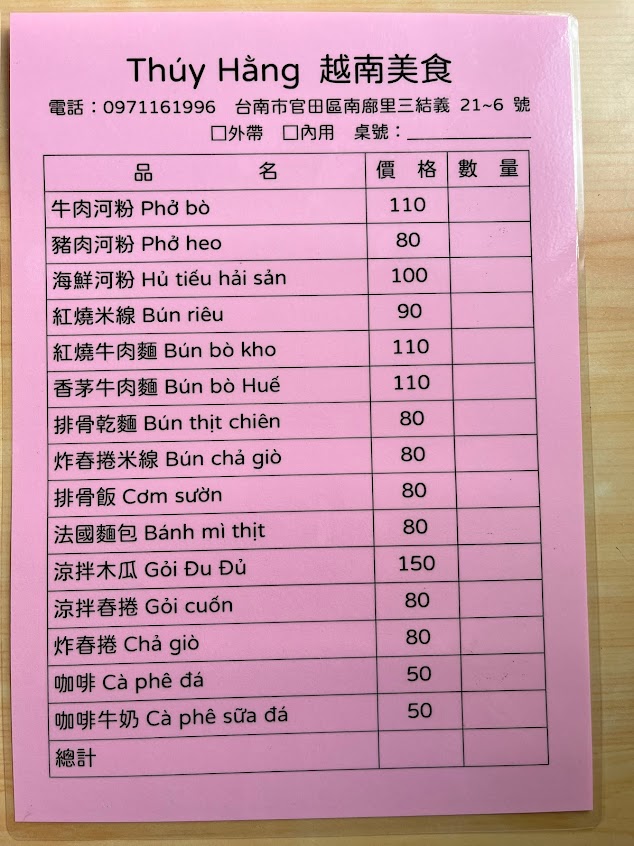 Thúy Hằng 越南美食
電話：0971161996 台南市官田區南廍里三結義 21~6 號
□外帶 □內用 桌號：
品名 價格 數量
牛肉河粉 Phở bò 110
豬肉河粉 Phở heo 80
海鮮河粉 Hủ tiếu hải sản 100
紅燒米線 Bún riêu 90
紅燒牛肉麵 Bún bò kho 110
香茅牛肉麵 Bún bò Huế 110
排骨乾麵 Bún thịt chiên 80
炸春捲米線 Bún chả giò 80
排骨飯 Cơm sườn 80
法國麵包 Bánh mì thịt 80
涼拌木瓜 Gỏi Đu Đủ 150
涼拌春捲 Gỏi cuốn 80
炸春捲 Chả giò 80
咖啡 Cà phê đá 50
咖啡牛奶 Cà phê sữa đá 50
總計